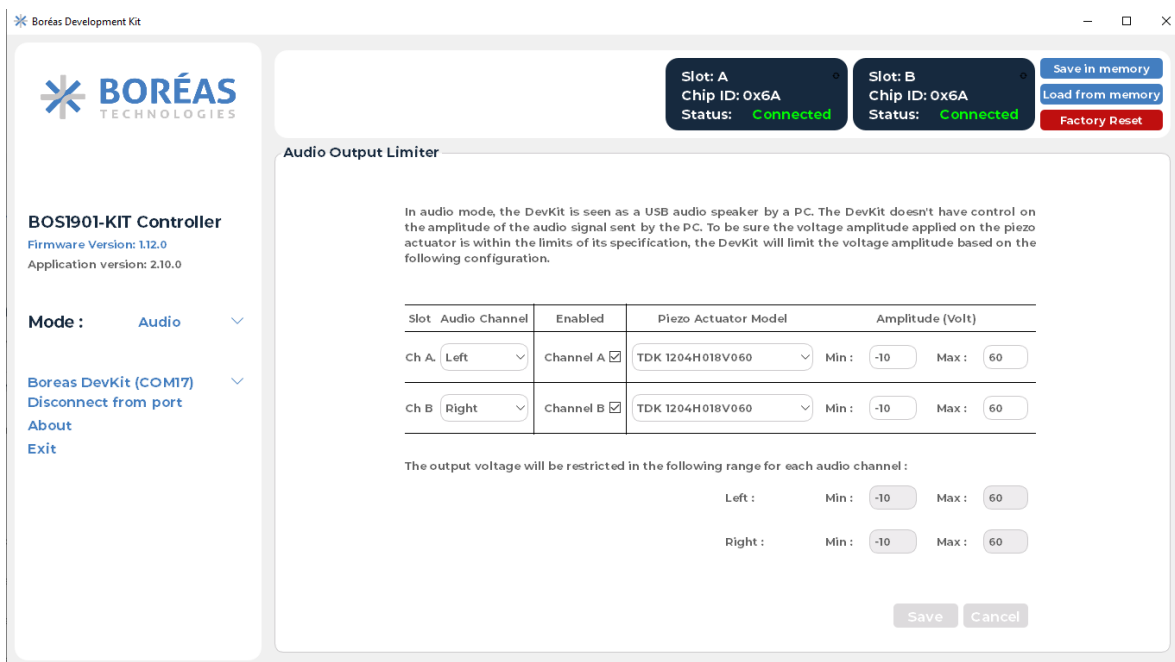 Boréas Development Kit
BORÉAS
TECHNOLOGIES
Slot: A
Chip ID: 0x6A
Status: Connected
Slot: B
Chip ID: 0x6A
Status: Connected
Save in memory
Load from memory
Factory Reset
BOS1901-KIT Controller
Firmware Version: 1.12.0
Application version: 2.10.0
Mode : Audio
Boreas DevKit (COM17)
Disconnect from port
About
Exit
Audio Output Limiter
In audio mode, the DevKit is seen as a USB audio speaker by a PC. The DevKit doesn't have control on
the amplitude of the audio signal sent by the PC. To be sure the voltage amplitude applied on the piezo
actuator is within the limits of its specification, the DevKit will limit the voltage amplitude based on the
following configuration.
Slot Audio Channel Enabled Piezo Actuator Model Amplitude (Volt)
Ch A. Left Channel A TDK 1204H018V060 Min : -10 Max : 60
Ch B Right Channel B TDK 1204H018V060 Min : -10 Max : 60
The output voltage will be restricted in the following range for each audio channel :
Left : Min : -10 Max : 60
Right : Min : -10 Max : 60
Save Cancel